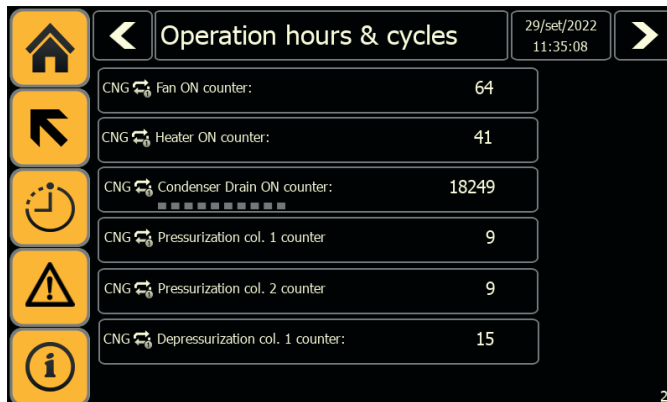 Operation hours & cycles
29/set/2022
11:35:08
CNG Fan ON counter: 64
CNG Heater ON counter: 41
CNG Condenser Drain ON counter: 18249
CNG Pressurization col. 1 counter 9
CNG Pressurization col. 2 counter 9
CNG Depressurization col. 1 counter: 15
2